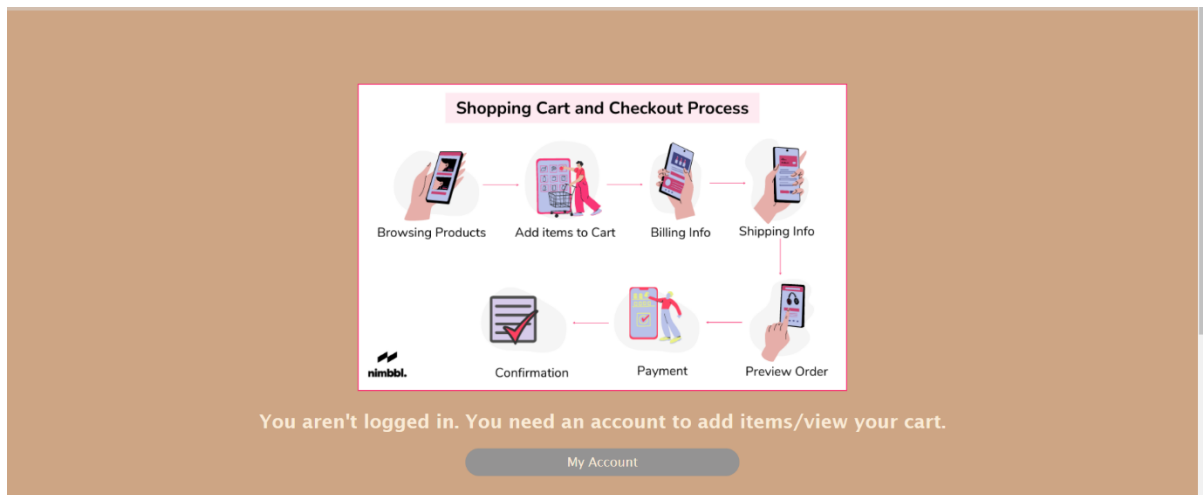 Shopping Cart and Checkout Process
Browsing Products
Add items to Cart
Billing Info
Shipping Info
Confirmation
Payment
Preview Order
nimbbl.
You aren't logged in. You need an account to add items/view your cart.
My Account